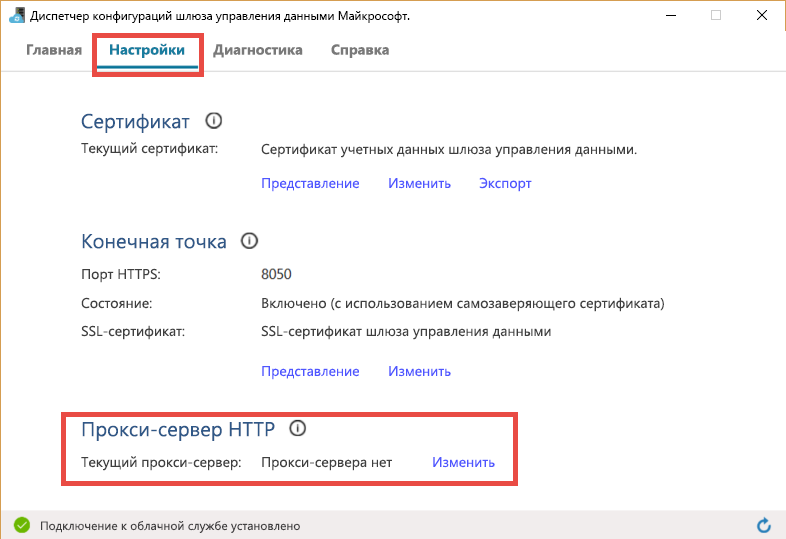 Диспетчер конфигураций шлюза управления данными Майкрософт.
Главная Настройки Диагностика Справка
Сертификат
Текущий сертификат: Сертификат учетных данных шлюза управления данными.
Представление Изменить Экспорт
Конечная точка
Порт HTTPS: 8050
Состояние: Включено (с использованием самозаверяющего сертификата)
SSL-сертификат: SSL-сертификат шлюза управления данными
Представление Изменить
Прокси-сервер HTTP
Текущий прокси-сервер: Прокси-сервера нет Изменить
Подключение к облачной службе установлено